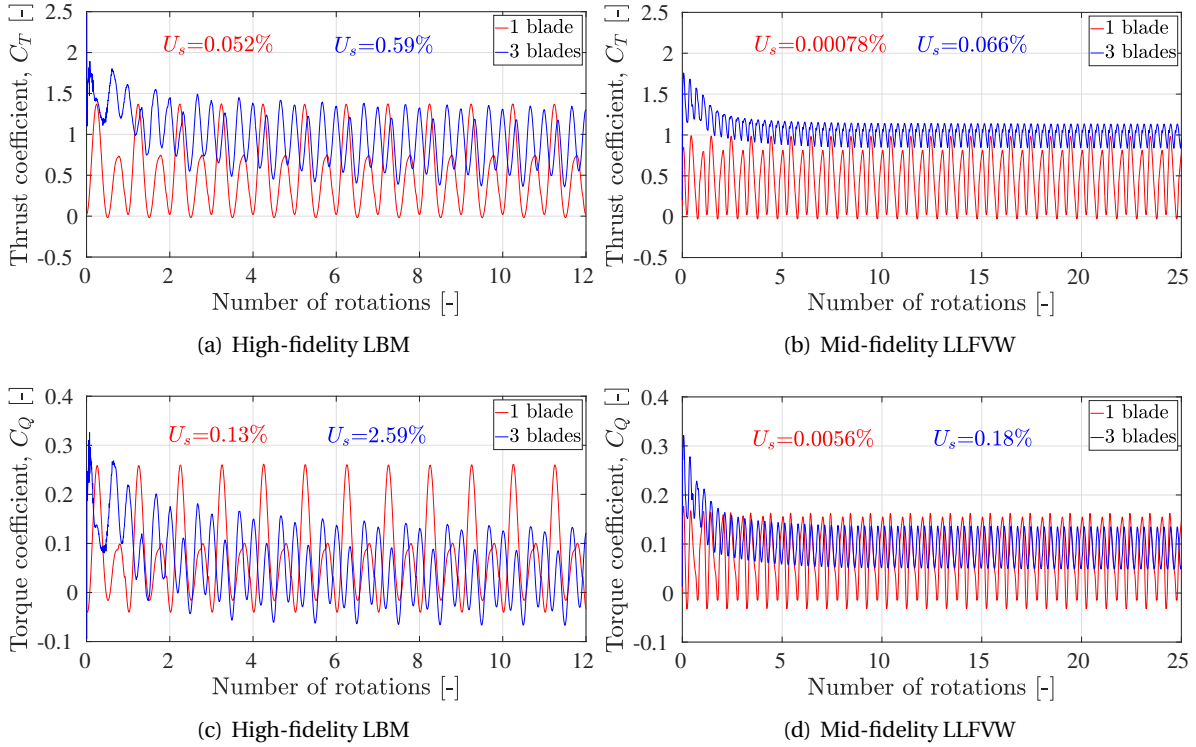 2.5
2
1.5
1
0.5
0
-0.5
Thrust coefficient, C_T [-]
U_s=0.052%
U_s=0.59%
1 blade
3 blades
0 2 4 6 8 10 12
Number of rotations [-]
(a) High-fidelity LBM
2.5
2
1.5
1
0.5
0
-0.5
Thrust coefficient, C_T [-]
U_s=0.00078%
U_s=0.066%
1 blade
3 blades
0 5 10 15 20 25
Number of rotations [-]
(b) Mid-fidelity LLFVW
0.4
0.3
0.2
0.1
0
-0.1
Torque coefficient, C_Q [-]
U_s=0.13%
U_s=2.59%
1 blade
3 blades
0 2 4 6 8 10 12
Number of rotations [-]
(c) High-fidelity LBM
0.4
0.3
0.2
0.1
0
-0.1
Torque coefficient, C_Q [-]
U_s=0.0056%
U_s=0.18%
1 blade
3 blades
0 5 10 15 20 25
Number of rotations [-]
(d) Mid-fidelity LLFVW